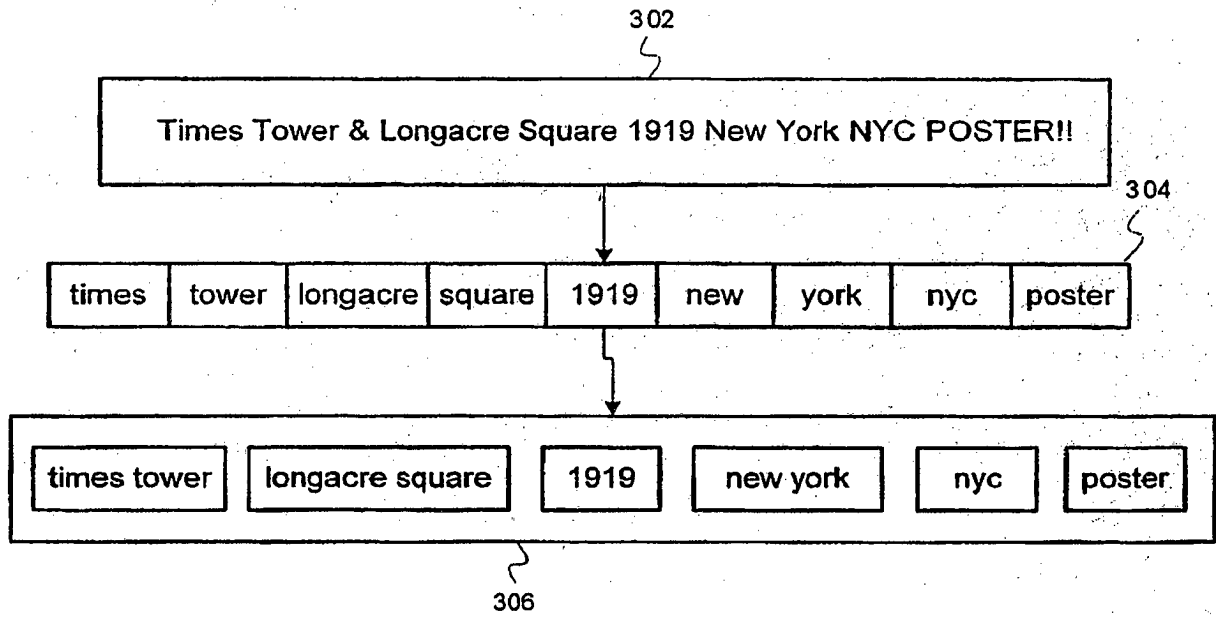 302
Times Tower & Longacre Square 1919 New York NYC POSTER!!
304
times tower longacre square 1919 new york nyc poster
times tower longacre square 1919 new york nyc poster
306